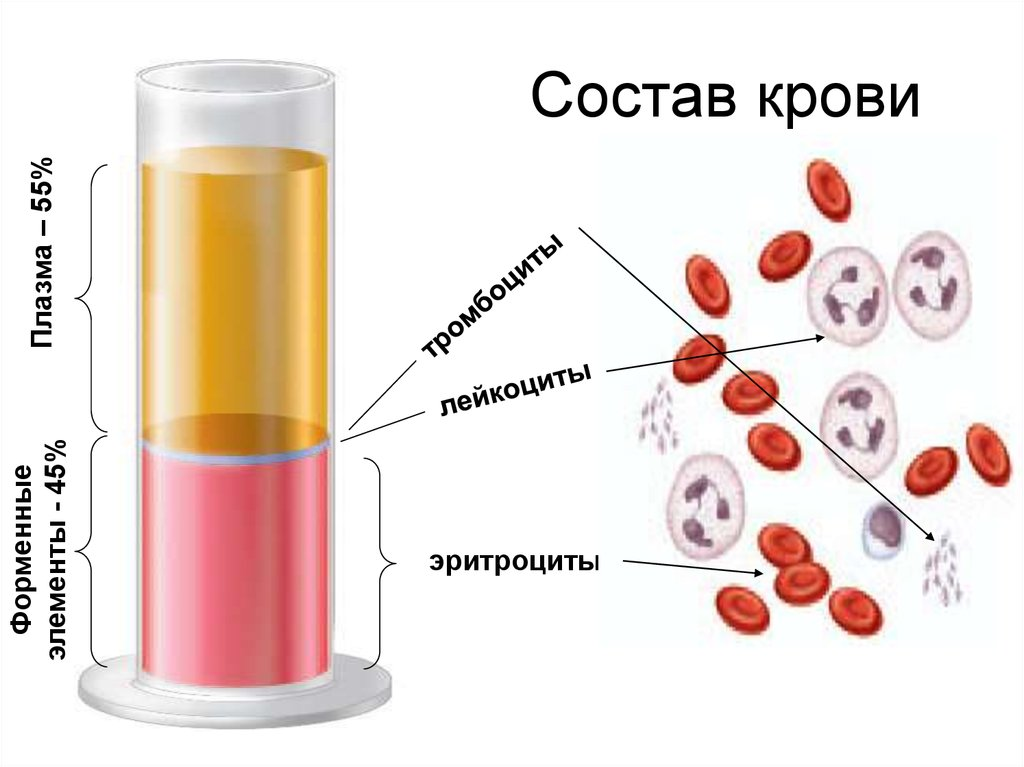 Состав крови
Плазма – 55%
Форменные
элементы - 45%
тромбоциты
лейкоциты
эритроциты